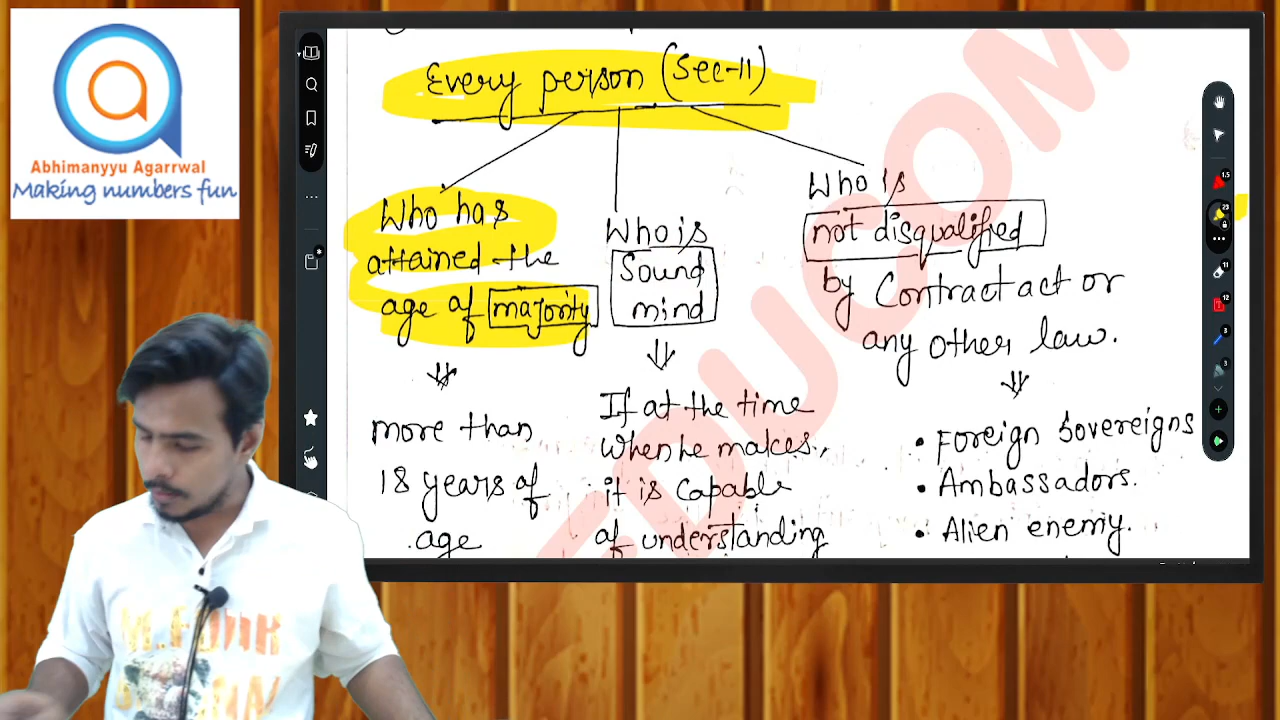 Abhimanyyu Agarrwal
Making numbers fun
Every person (Sec-11)
Who has
attained the
age of majority
more than
18 years of
age
Who is
Sound
mind
If at the time
when he makes,
it is capable
of understanding
Who is
not disqualified
by Contract act or
any other law.
• Foreign Sovereigns
• Ambassadors.
• Alien enemy.
EDUCOM